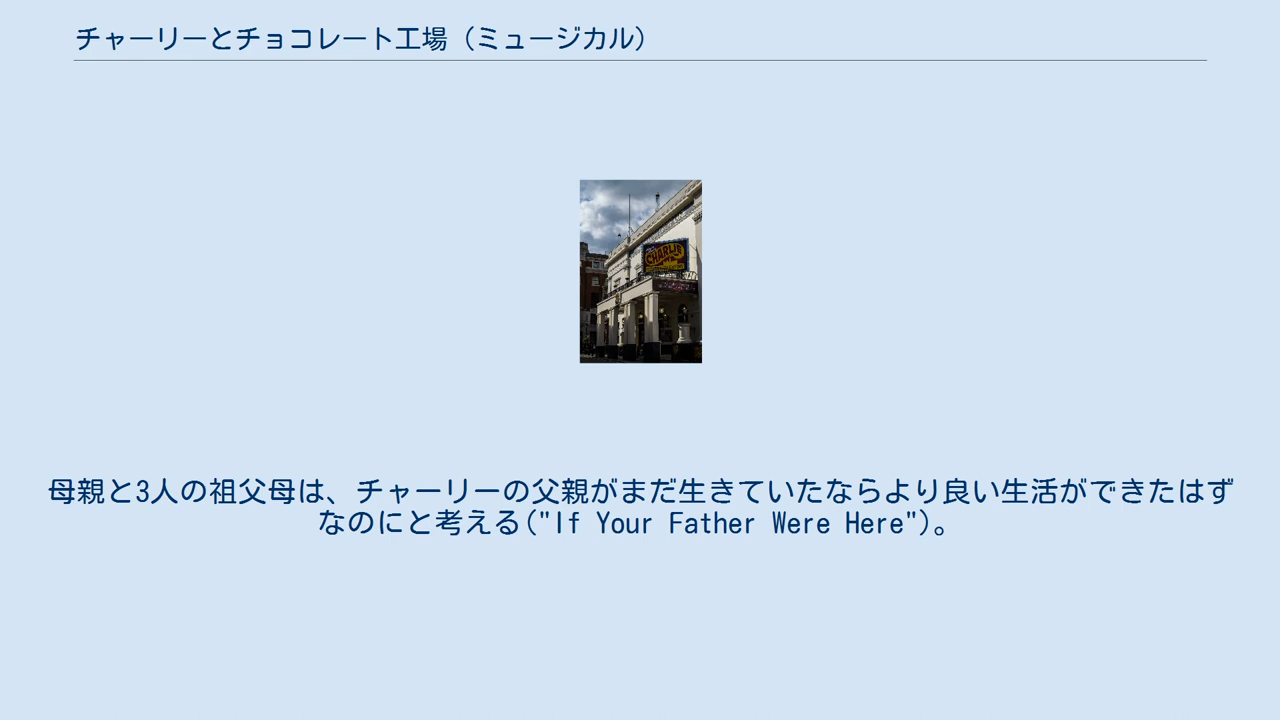 チャーリーとチョコレート工場（ミュージカル）
CHARLIE
母親と3人の祖父母は、チャーリーの父親がまだ生きていたならより良い生活ができたはず
なのにと考える("If Your Father Were Here")。